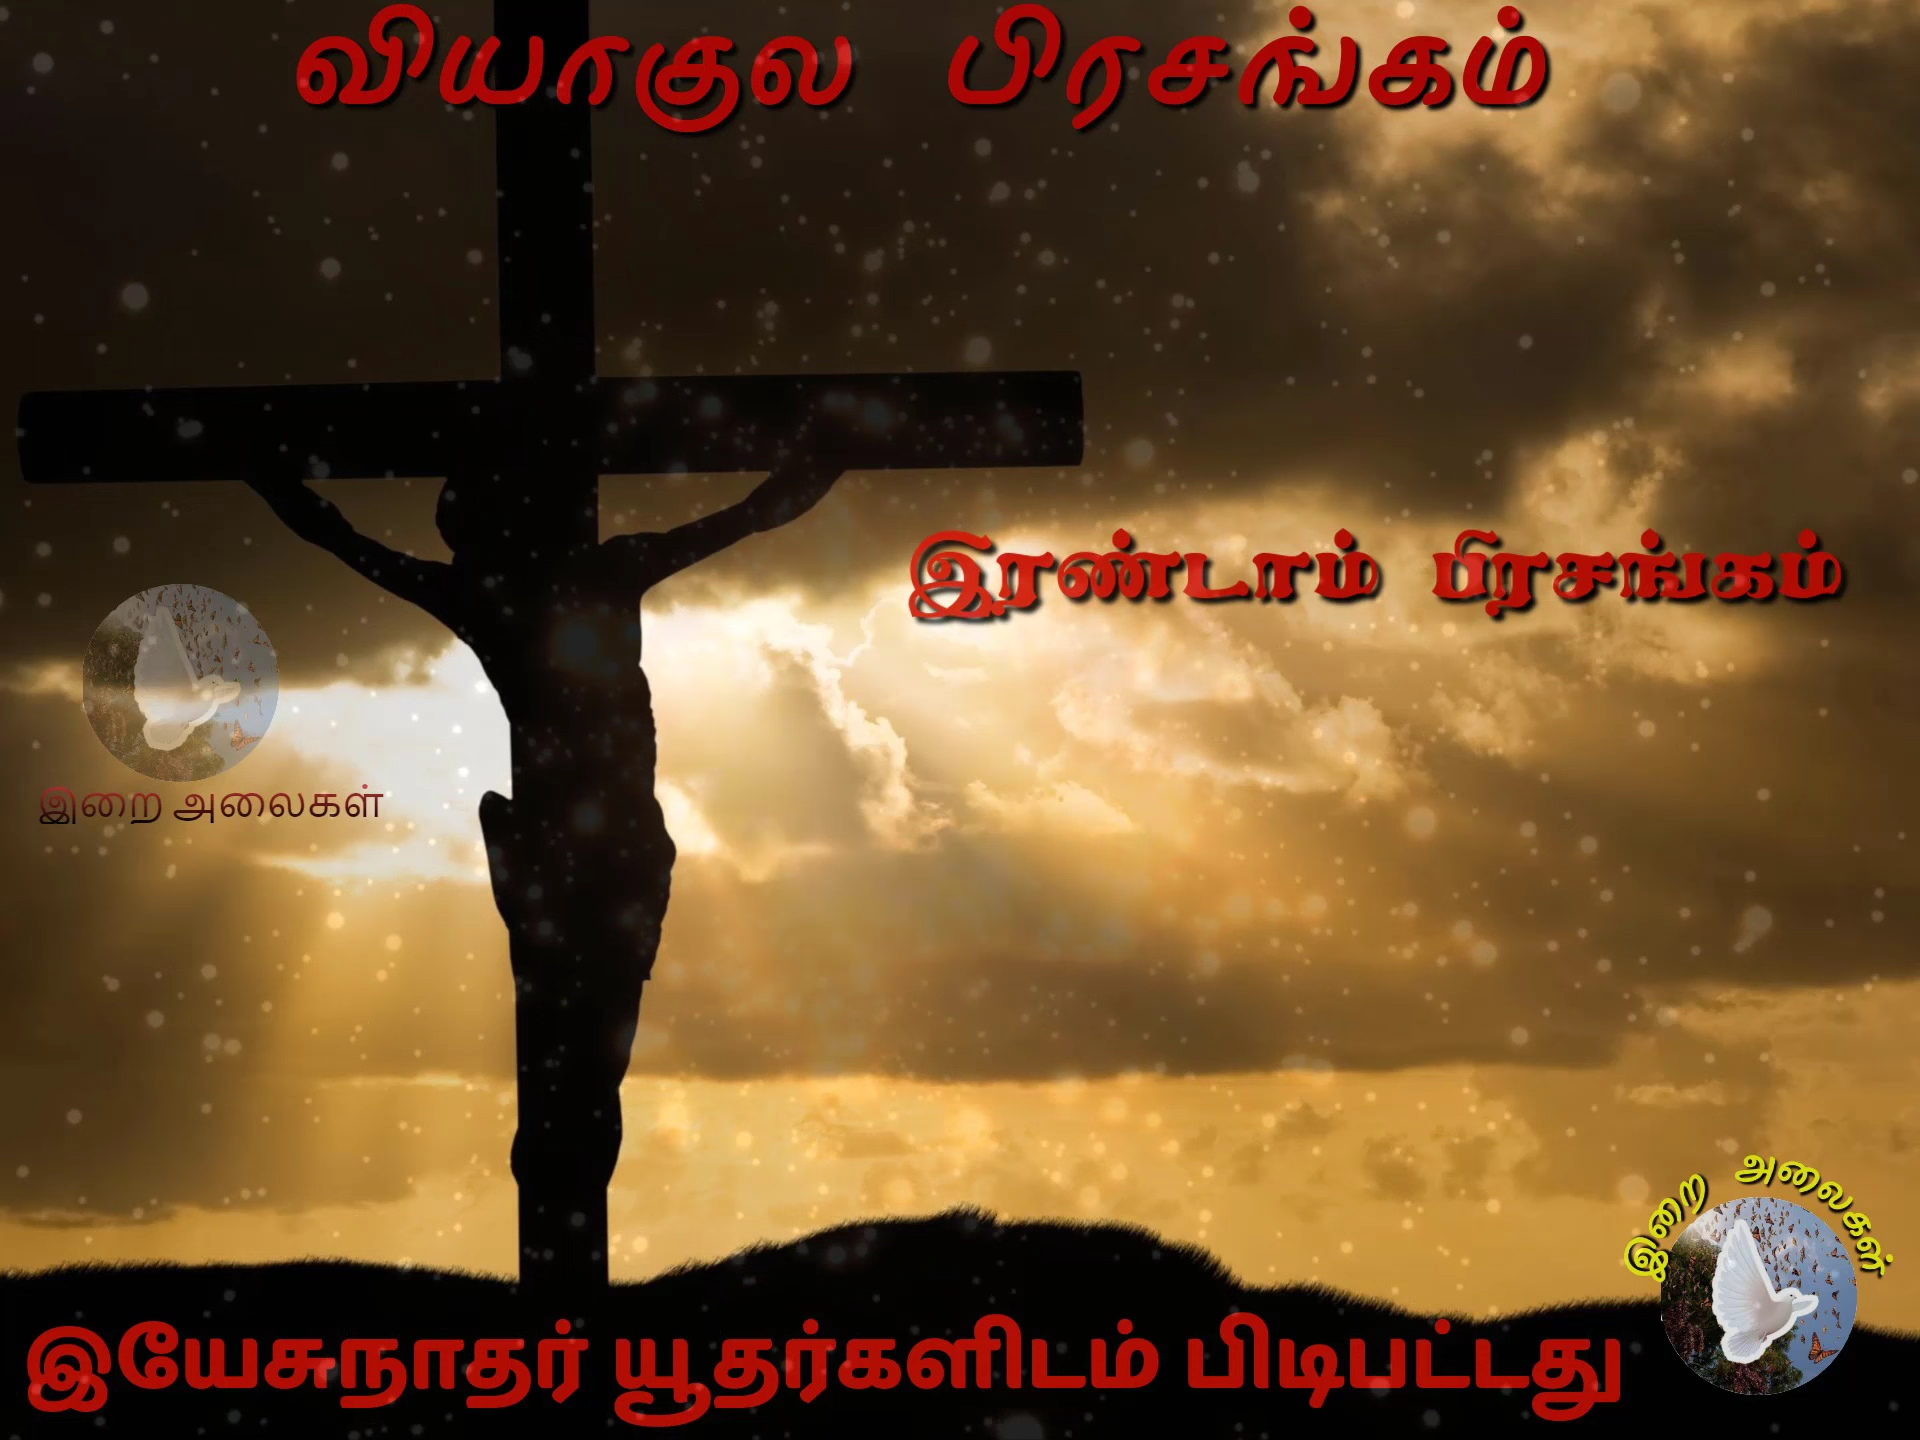 வியாகுல பிரசங்கம்
இரண்டாம் பிரசங்கம்
இறை அலைகள்
இறை அலைகள்
இயேசுநாதர் யூதர்களிடம் பிடிபட்டது